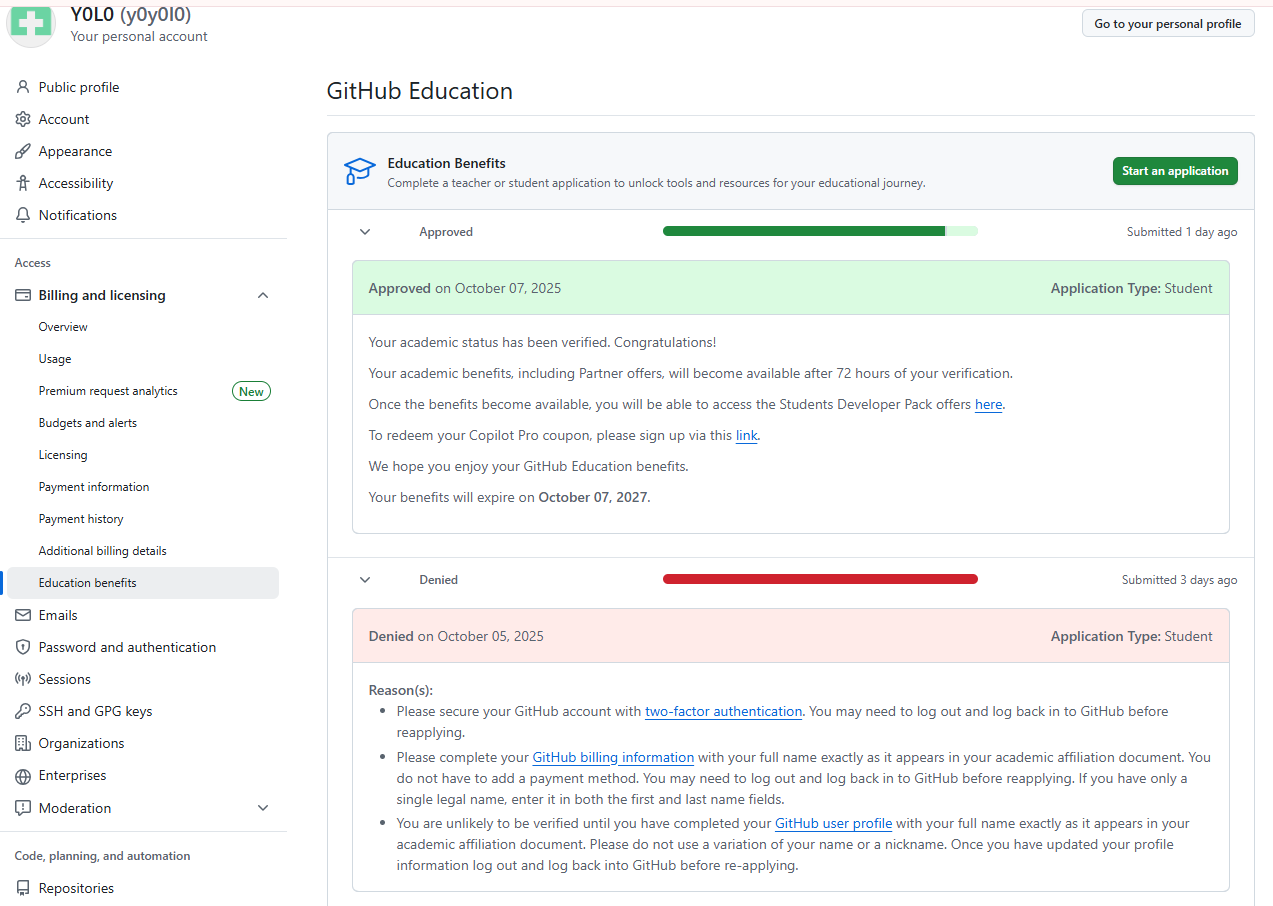 Y0L0 (y0y0l0)
Your personal account
Go to your personal profile
Public profile
Account
Appearance
Accessibility
Notifications
Access
Billing and licensing
Overview
Usage
Premium request analytics New
Budgets and alerts
Licensing
Payment information
Payment history
Additional billing details
Education benefits
Emails
Password and authentication
Sessions
SSH and GPG keys
Organizations
Enterprises
Moderation
Code, planning, and automation
Repositories
GitHub Education
Education Benefits
Complete a teacher or student application to unlock tools and resources for your educational journey.
Start an application
Approved Submitted 1 day ago
Approved on October 07, 2025 Application Type: Student
Your academic status has been verified. Congratulations!
Your academic benefits, including Partner offers, will become available after 72 hours of your verification.
Once the benefits become available, you will be able to access the Students Developer Pack offers here.
To redeem your Copilot Pro coupon, please sign up via this link.
We hope you enjoy your GitHub Education benefits.
Your benefits will expire on October 07, 2027.
Denied Submitted 3 days ago
Denied on October 05, 2025 Application Type: Student
Reason(s):
Please secure your GitHub account with two-factor authentication. You may need to log out and log back in to GitHub before
reapplying.
Please complete your GitHub billing information with your full name exactly as it appears in your academic affiliation document. You
do not have to add a payment method. You may need to log out and log back in to GitHub before reapplying. If you have only a
single legal name, enter it in both the first and last name fields.
You are unlikely to be verified until you have completed your GitHub user profile with your full name exactly as it appears in your
academic affiliation document. Please do not use a variation of your name or a nickname. Once you have updated your profile
information log out and log back into GitHub before re-applying.